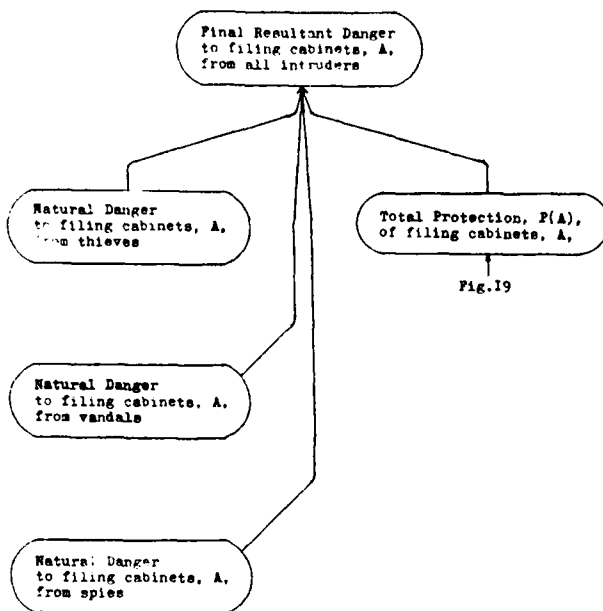 Final Resultant Danger
to filing cabinets, A,
from all intruders
Natural Danger
to filing cabinets, A,
from thieves
Total Protection, P(A),
of filing cabinets, A,
Fig.I9
Natural Danger
to filing cabinets, A,
from vandals
Natural Danger
to filing cabinets, A,
from spies